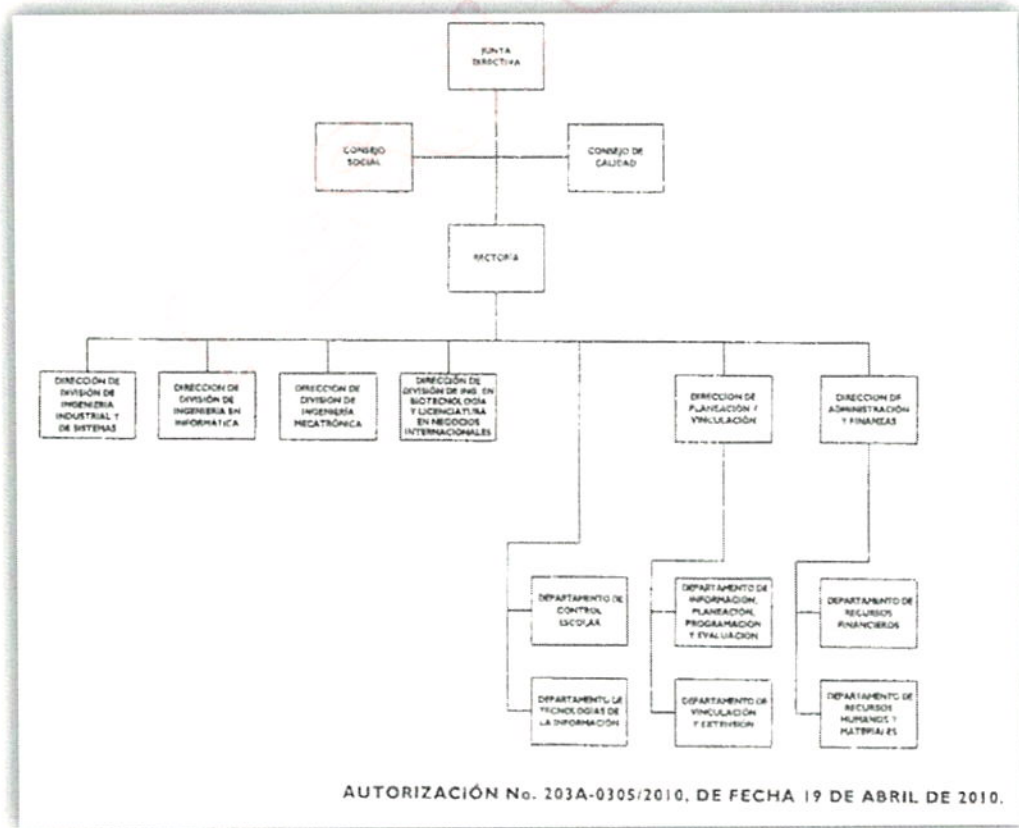 JUNTA
DIRECTIVA
CONSEJO
SOCIAL
CONSEJO DE
CALIDAD
RECTORÍA
DIRECCIÓN DE
DIVISIÓN DE
INGENIERÍA
INDUSTRIAL Y
DE SISTEMAS
DIRECCION DE
DIVISIÓN DE
INGENIERÍA EN
INFORMÁTICA
DIRECCIÓN DE
DIVISIÓN DE
INGENIERÍA
MECATRÓNICA
DIRECCIÓN DE
DIVISIÓN DE ING. EN
BIOTECNOLOGÍA
Y LICENCIATURA
EN NEGOCIOS
INTERNACIONALES
DIRECCION DE
PLANEACIÓN Y
VINCULACIÓN
DIRECCION DE
ADMINISTRACIÓN
Y FINANZAS
DEPARTAMENTO DE
CONTROL
ESCOLAR
DEPARTAMENTO DE
INFORMACIÓN,
PLANEACIÓN,
PROGRAMACIÓN
Y EVALUACIÓN
DEPARTAMENTO DE
RECURSOS
FINANCIEROS
DEPARTAMENTO DE
TECNOLOGÍAS DE
LA INFORMACIÓN
DEPARTAMENTO DE
VINCULACIÓN
Y EXTENSIÓN
DEPARTAMENTO DE
RECURSOS
HUMANOS Y
MATERIALES
AUTORIZACIÓN No. 203A-0305/2010, DE FECHA 19 DE ABRIL DE 2010.